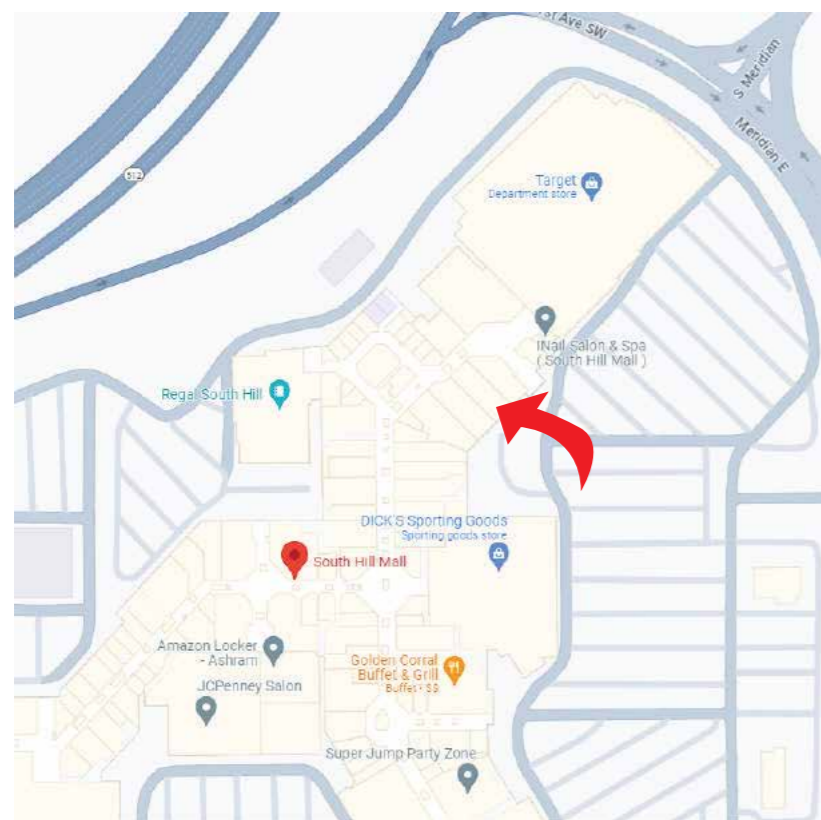 1st Ave SW
S Meridian
Meridian E
512
Target
Department store
INail Salon & Spa
( South Hill Mall )
Regal South Hill
DICK'S Sporting Goods
Sporting goods store
South Hill Mall
Amazon Locker
- Ashram
Golden Corral
Buffet & Grill
Buffet • $$
JCPenney Salon
Super Jump Party Zone